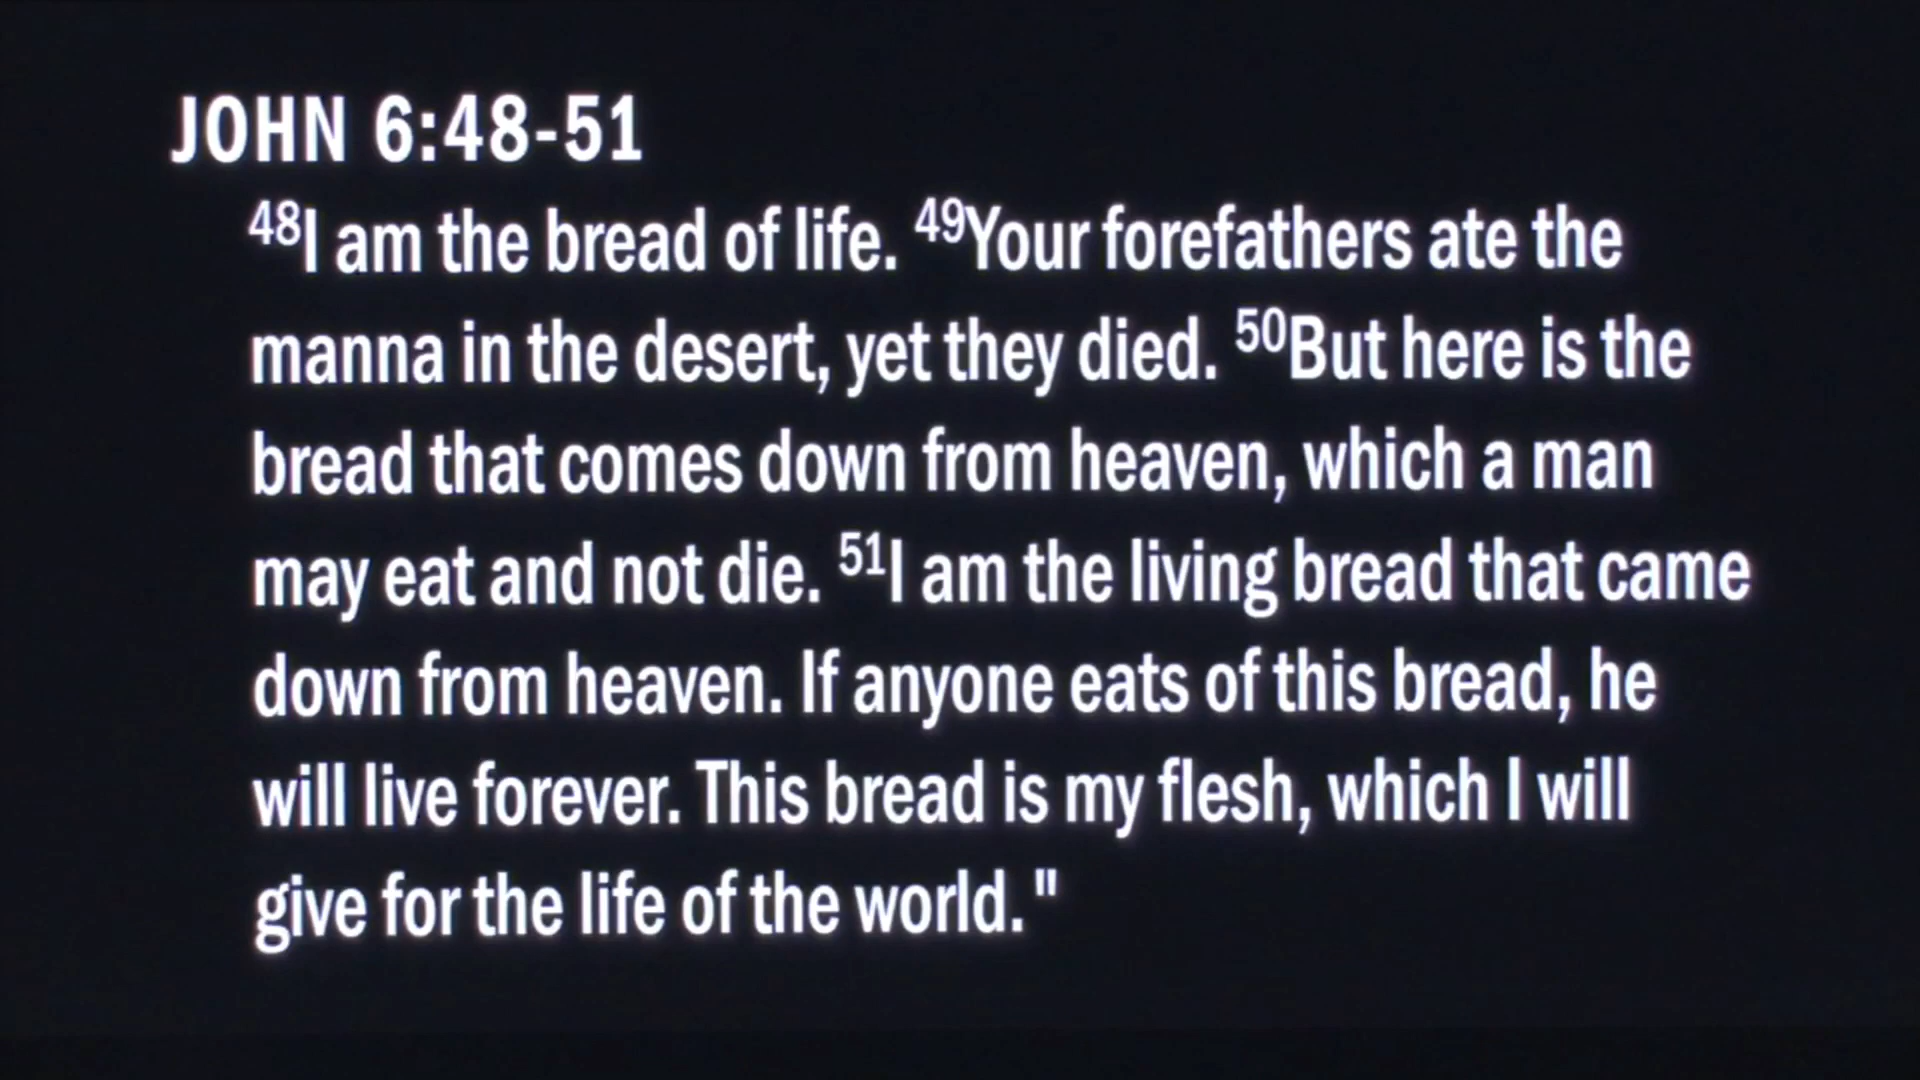 JOHN 6:48-51
48I am the bread of life. 49Your forefathers ate the
manna in the desert, yet they died. 50But here is the
bread that comes down from heaven, which a man
may eat and not die. 51I am the living bread that came
down from heaven. If anyone eats of this bread, he
will live forever. This bread is my flesh, which I will
give for the life of the world. "